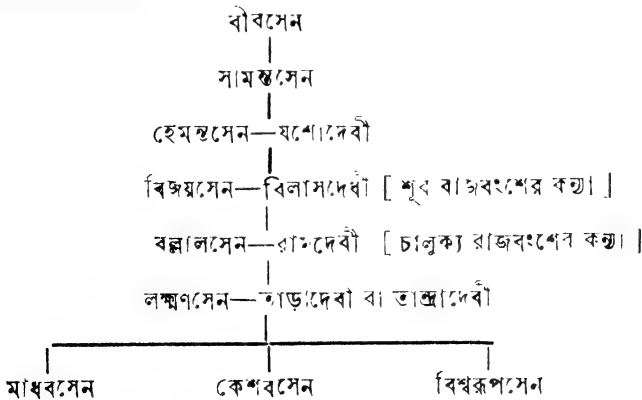 বীরসেন
সামন্তসেন
হেমন্তসেন—যশোদেবী
বিজয়সেন—বিলাসদেবী [ শূর রাজবংশের কন্যা ]
বল্লালসেন—রামদেবী [ চালুক্য রাজবংশের কন্যা ]
লক্ষ্মণসেন—তাড়াদেবী বা তান্দ্রাদেবী
মাধবসেন কেশবসেন বিশ্বরূপসেন